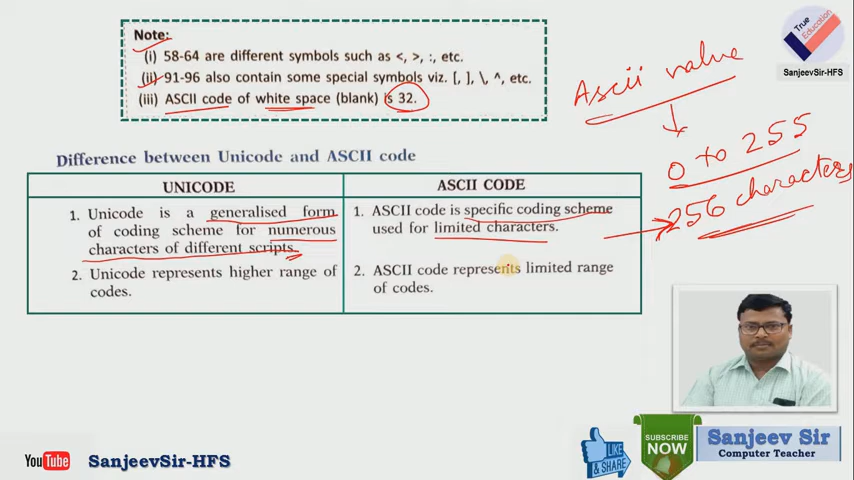 Note:
(i) 58-64 are different symbols such as <, >, :, etc.
(ii) 91-96 also contain some special symbols viz. [, ], \, ^, etc.
(iii) ASCII code of white space (blank) is 32.
True
Education
SanjeevSir-HFS
Ascii value
0 to 255
256 characters
Difference between Unicode and ASCII code
UNICODE
1. Unicode is a generalised form
of coding scheme for numerous
characters of different scripts.
2. Unicode represents higher range of
codes.
ASCII CODE
1. ASCII code is specific coding scheme
used for limited characters.
2. ASCII code represents limited range
of codes.
LIKE
& SHARE
SUBSCRIBE
NOW
Sanjeev Sir
Computer Teacher
YouTube
SanjeevSir-HFS